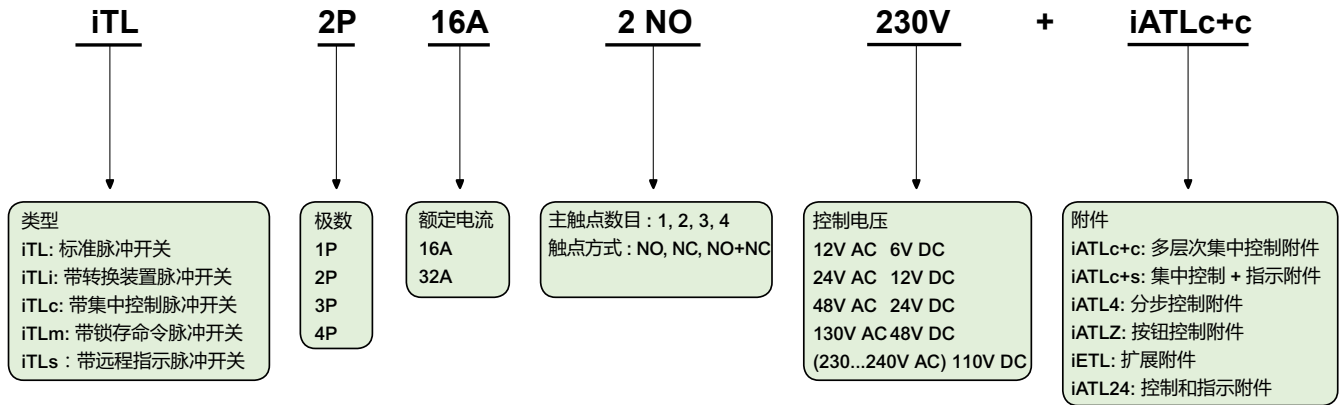 iTL 2P 16A 2 NO 230V + iATLc+c
类型
iTL: 标准脉冲开关
iTLi: 带转换装置脉冲开关
iTLc: 带集中控制脉冲开关
iTLm: 带锁存命令脉冲开关
iTLs : 带远程指示脉冲开关
极数
1P
2P
3P
4P
额定电流
16A
32A
主触点数目 : 1, 2, 3, 4
触点方式 : NO, NC, NO+NC
控制电压
12V AC 6V DC
24V AC 12V DC
48V AC 24V DC
130V AC 48V DC
(230...240V AC) 110V DC
附件
iATLc+c: 多层次集中控制附件
iATLc+s: 集中控制 + 指示附件
iATL4: 分步控制附件
iATLZ: 按钮控制附件
iETL: 扩展附件
iATL24: 控制和指示附件